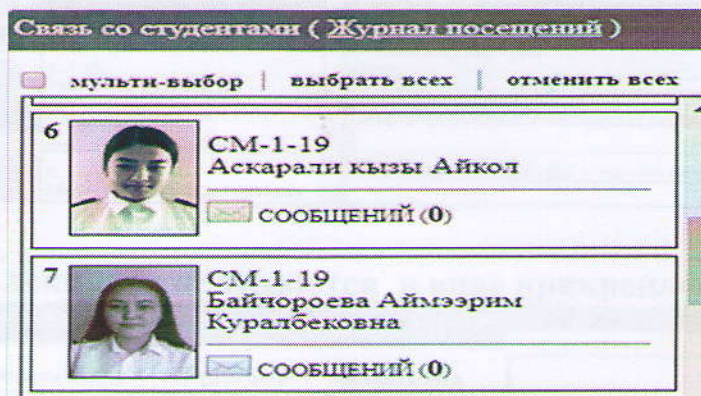 Связь со студентами ( Журнал посещений )
мульти-выбор | выбрать всех | отменить всех
6
СМ-1-19
Аскарали кызы Айкол
СООБЩЕНИЙ (0)
7
СМ-1-19
Байчороева Аймээрим
Куралбековна
СООБЩЕНИЙ (0)